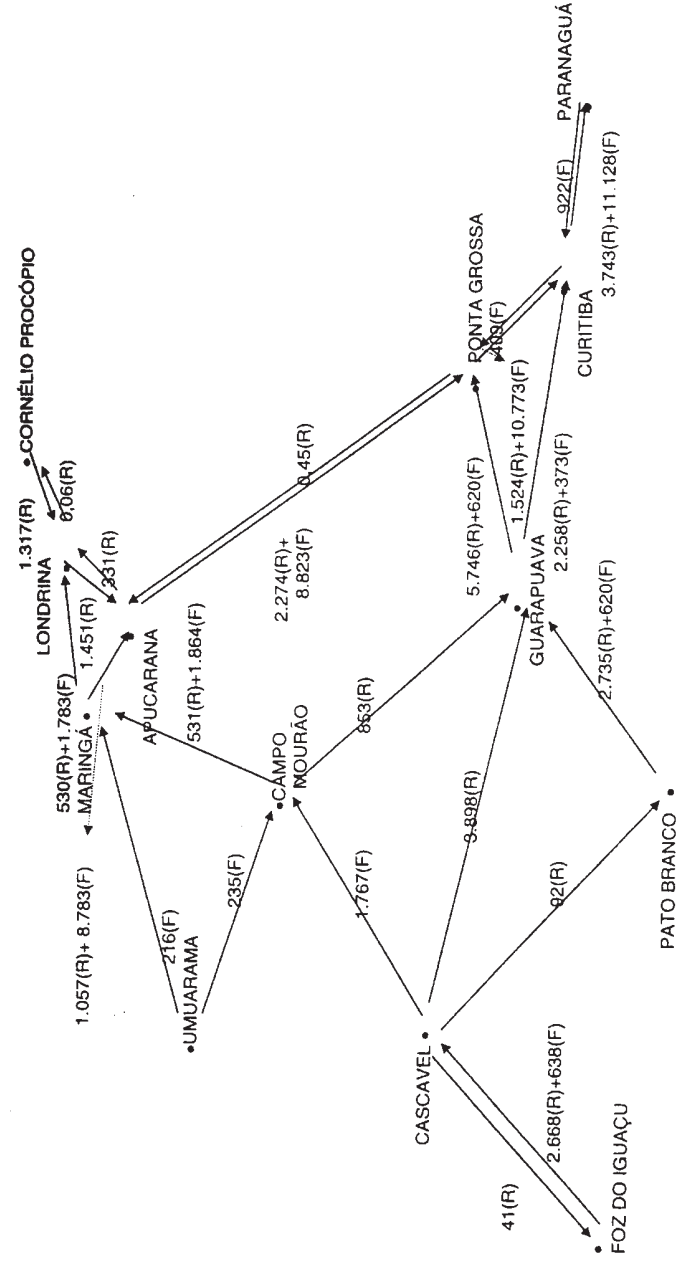 CORNÉLIO PROCÓPIO
1.317(R)
0,06(R)
LONDRINA
331(R)
1.451(R)
APUCARANA
530(R)+1.783(F)
MARINGÁ
531(R)+1.864(F)
1.057(R)+ 8.783(F)
216(F)
UMUARAMA
235(F)
CAMPO
MOURÃO
2.274(R)+
8.823(F)
0,45(R)
863(R)
1.767(F)
CASCAVEL
3.898(R)
92(R)
PATO BRANCO
2.735(R)+620(F)
GUARAPUAVA
5.746(R)+620(F)
1.524(R)+10.773(F)
2.258(R)+373(F)
PONTA GROSSA
409(F)
CURITIBA
922(F)
3.743(R)+11.128(F)
PARANAGUÁ
41(R)
2.668(R)+638(F)
FOZ DO IGUAÇU